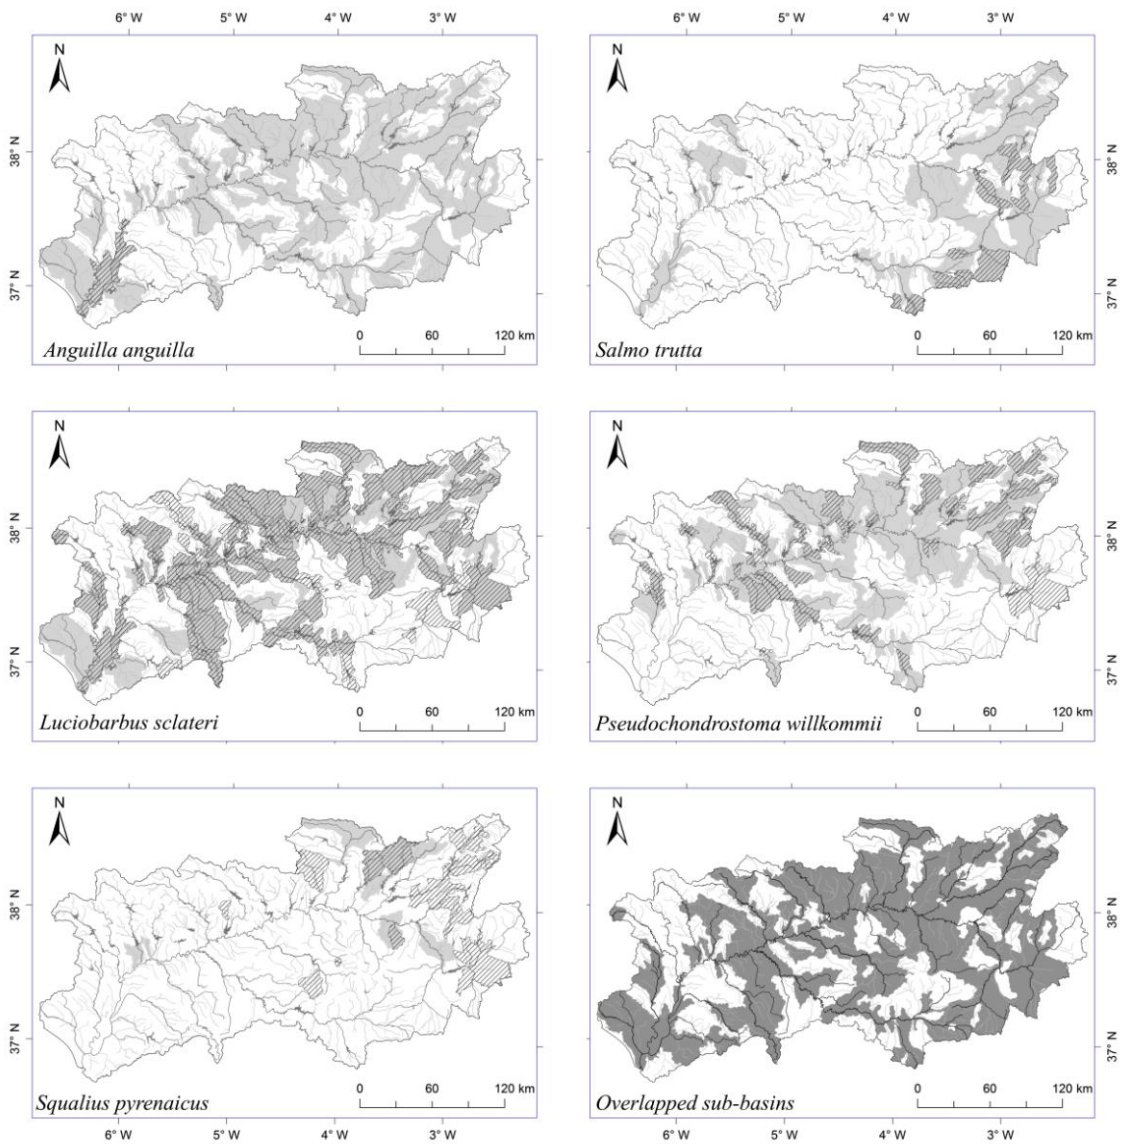 6° W 5° W 4° W 3° W 6° W 5° W 4° W 3° W
N N
38° N 38° N
37° N 37° N
0 60 120 km 0 60 120 km
Anguilla anguilla Salmo trutta
N N
38° N 38° N
37° N 37° N
0 60 120 km 0 60 120 km
Luciobarbus sclateri Pseudochondrostoma willkommii
N N
38° N 38° N
37° N 37° N
0 60 120 km 0 60 120 km
Squalius pyrenaicus Overlapped sub-basins
6° W 5° W 4° W 3° W 6° W 5° W 4° W 3° W